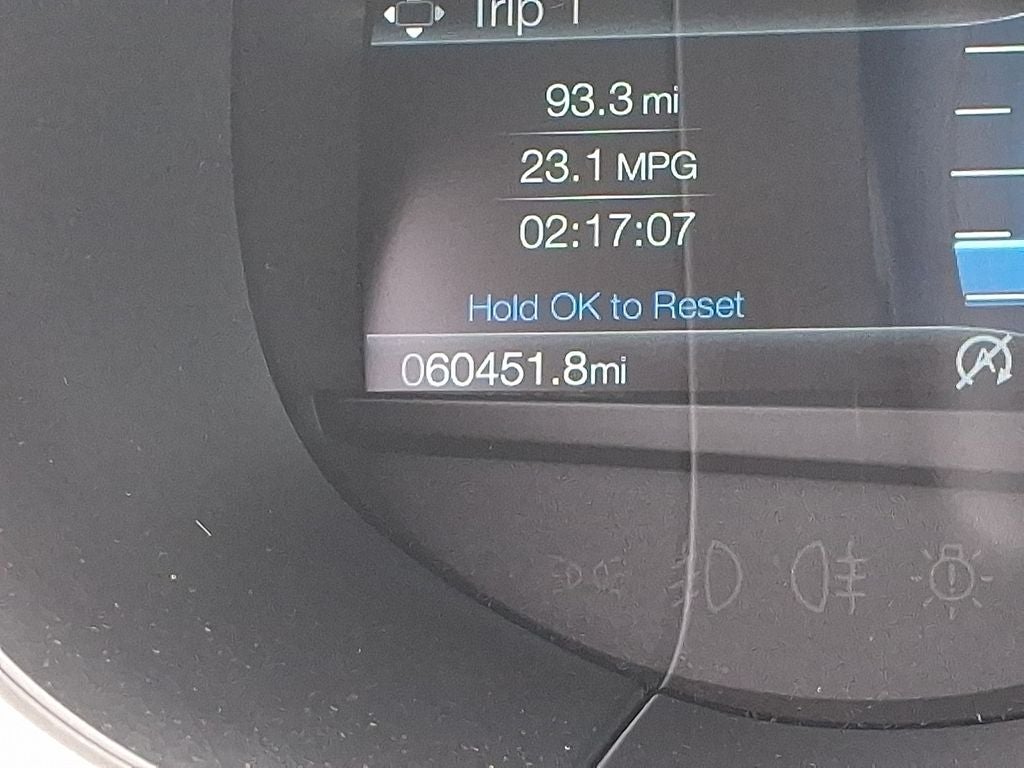 Trip 1
93.3 mi
23.1 MPG
02:17:07
Hold OK to Reset
060451.8mi